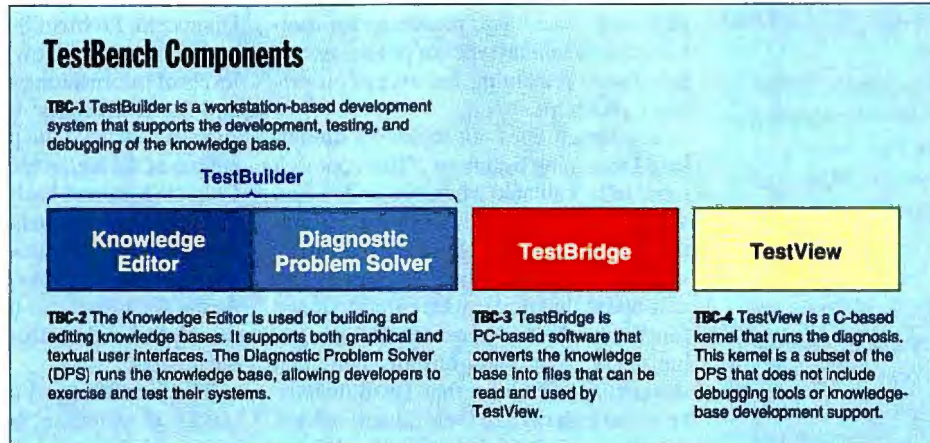 TestBench Components
TBC-1 TestBuilder is a workstation-based development
system that supports the development, testing, and
debugging of the knowledge base.
TestBuilder
Knowledge
Editor
Diagnostic
Problem Solver
TestBridge
TestView
TBC-2 The Knowledge Editor is used for building and
editing knowledge bases. It supports both graphical and
textual user interfaces. The Diagnostic Problem Solver
(DPS) runs the knowledge base, allowing developers to
exercise and test their systems.
TBC-3 TestBridge is
PC-based software that
converts the knowledge
base into files that can be
read and used by
TestView.
TBC-4 TestView is a C-based
kernel that runs the diagnosis.
This kernel is a subset of the
DPS that does not include
debugging tools or knowledge-
base development support.